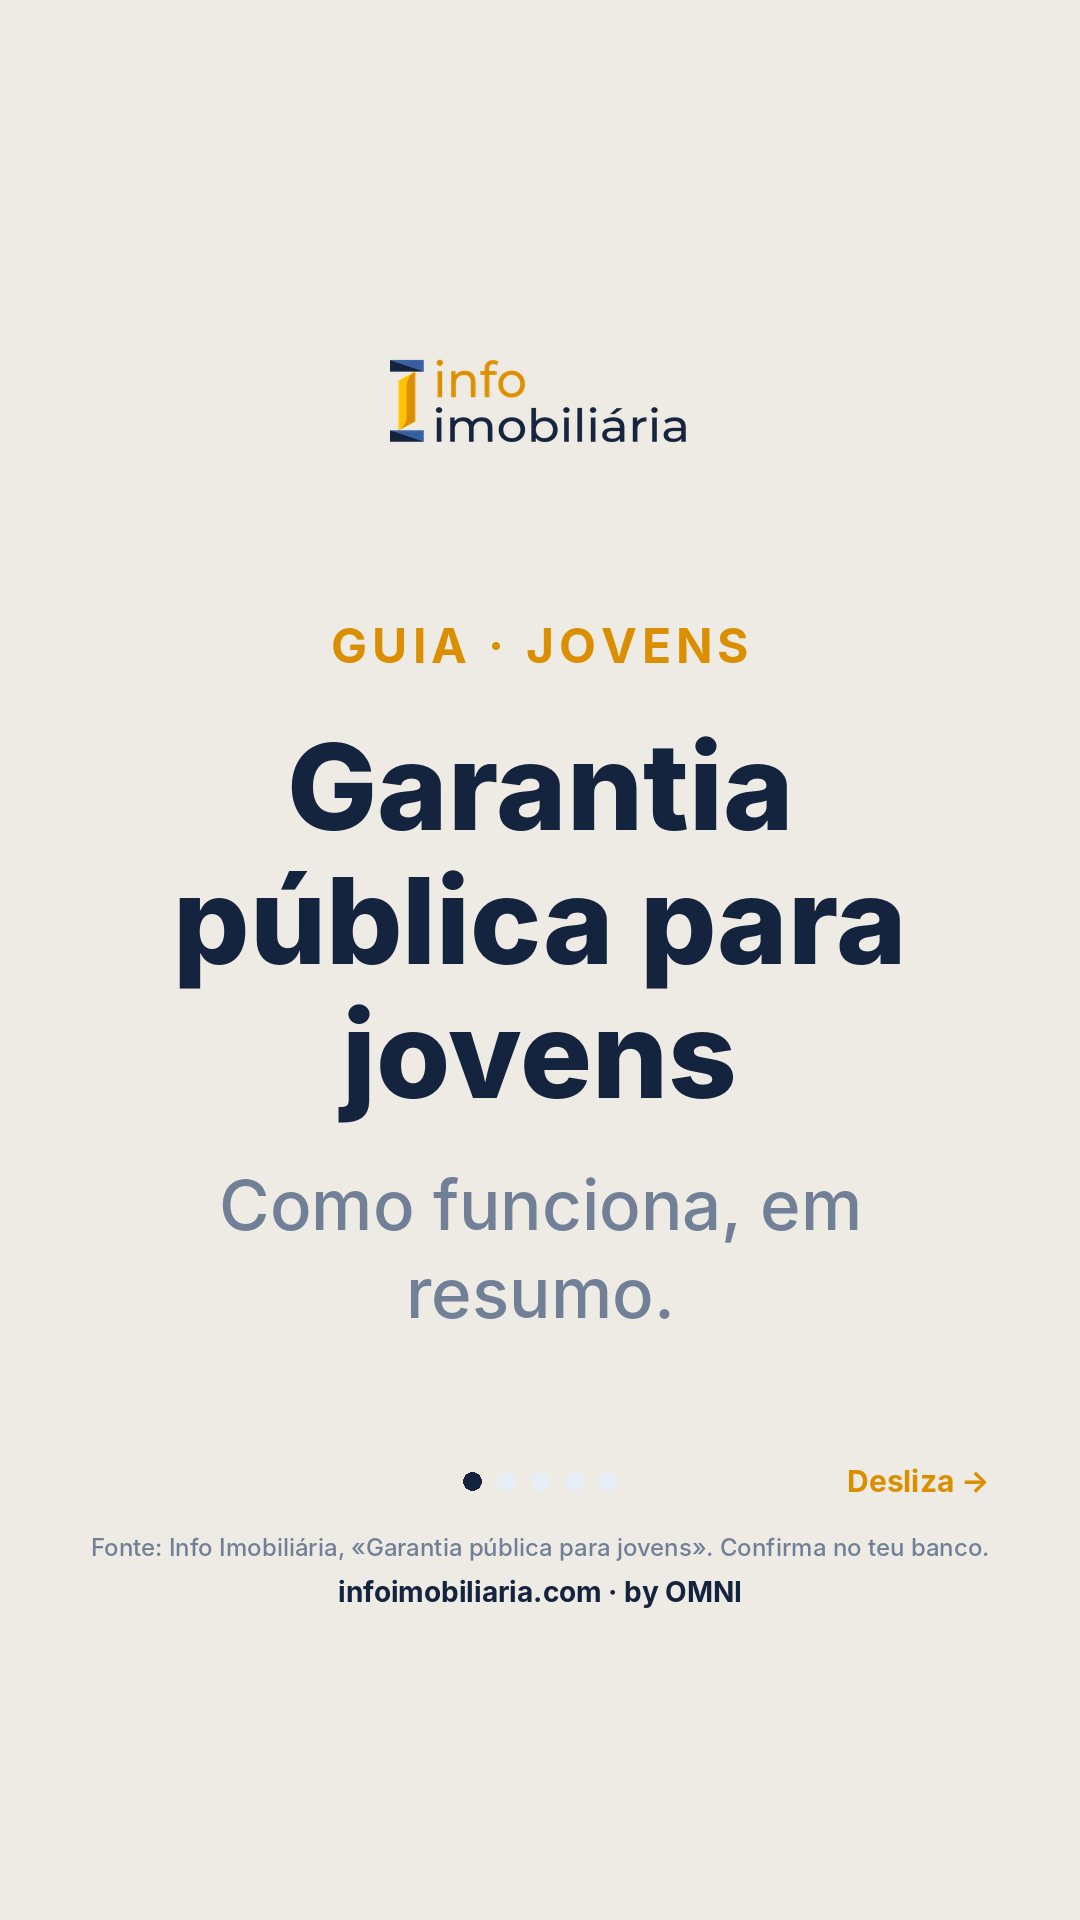 info
imobiliária
GUIA · JOVENS
Garantia
pública para
jovens
Como funciona, em
resumo.
Desliza →
Fonte: Info Imobiliária, «Garantia pública para jovens». Confirma no teu banco.
infoimobiliaria.com · by OMNI